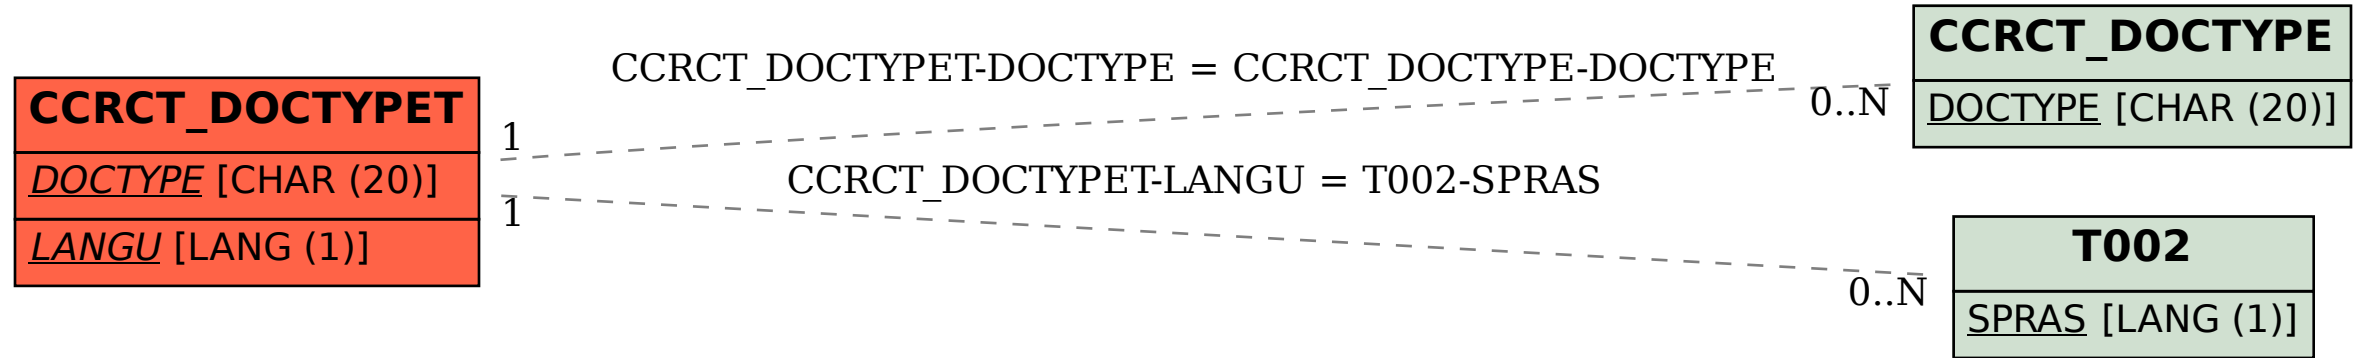 CCRCT_DOCTYPET
DOCTYPE [CHAR (20)]
LANGU [LANG (1)]
CCRCT_DOCTYPET-DOCTYPE = CCRCT_DOCTYPE-DOCTYPE
1
0..N
CCRCT_DOCTYPET-LANGU = T002-SPRAS
1
0..N
CCRCT_DOCTYPE
DOCTYPE [CHAR (20)]
T002
SPRAS [LANG (1)]